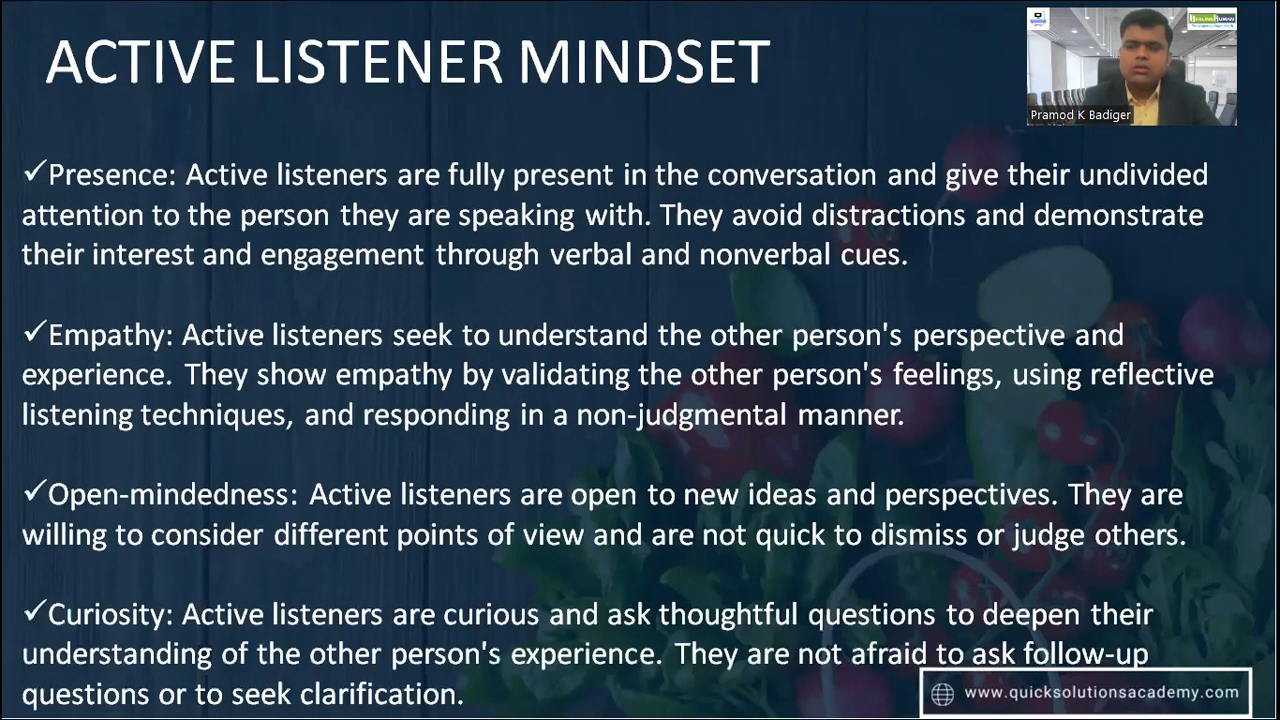 ACTIVE LISTENER MINDSET
HEALING HUMAN
Pramod K Badiger
✓Presence: Active listeners are fully present in the conversation and give their undivided
attention to the person they are speaking with. They avoid distractions and demonstrate
their interest and engagement through verbal and nonverbal cues.
✓Empathy: Active listeners seek to understand the other person's perspective and
experience. They show empathy by validating the other person's feelings, using reflective
listening techniques, and responding in a non-judgmental manner.
✓Open-mindedness: Active listeners are open to new ideas and perspectives. They are
willing to consider different points of view and are not quick to dismiss or judge others.
✓Curiosity: Active listeners are curious and ask thoughtful questions to deepen their
understanding of the other person's experience. They are not afraid to ask follow-up
questions or to seek clarification.
www.quicksolutionsacademy.com